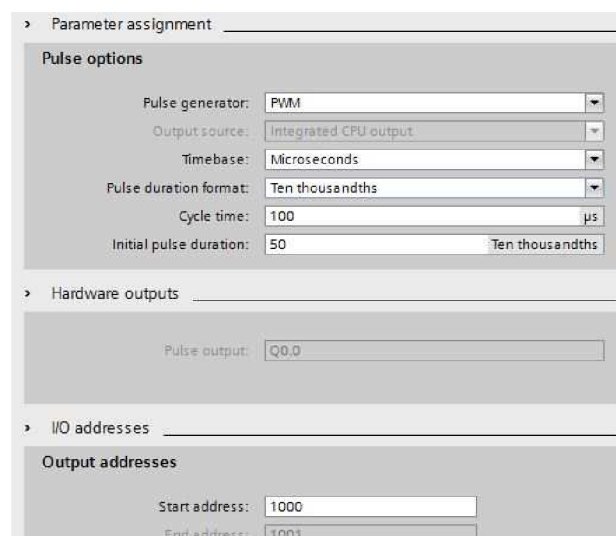 Parameter assignment
Pulse options
Pulse generator: PWM
Output source: Integrated CPU output
Timebase: Microseconds
Pulse duration format: Ten thousandths
Cycle time: 100 µs
Initial pulse duration: 50 Ten thousandths
Hardware outputs
Pulse output: Q0.0
I/O addresses
Output addresses
Start address: 1000
End address: 1001